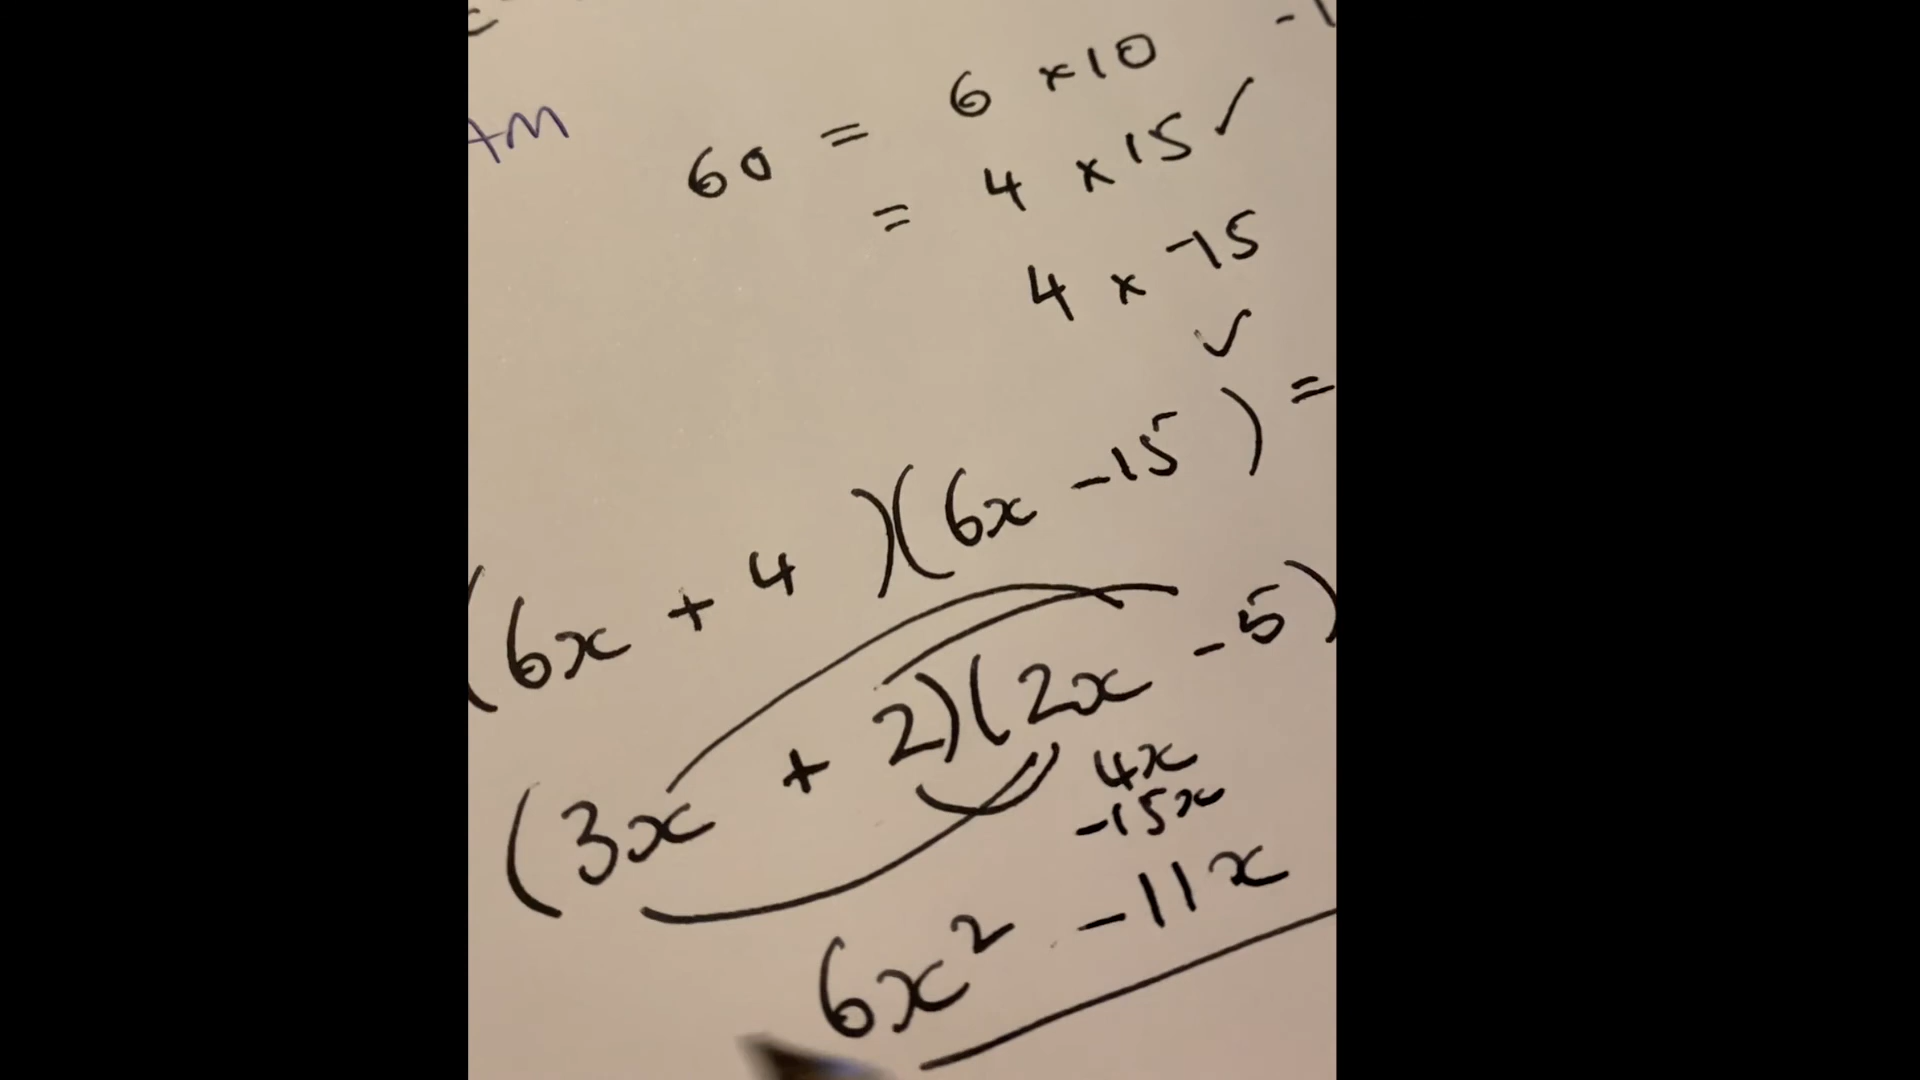 60 = 6 × 10
= 4 × 15 ✓
4 × -15
✓
(6x + 4)(6x - 15) =
(3x + 2)(2x - 5)
4x
-15x
6x² - 11x